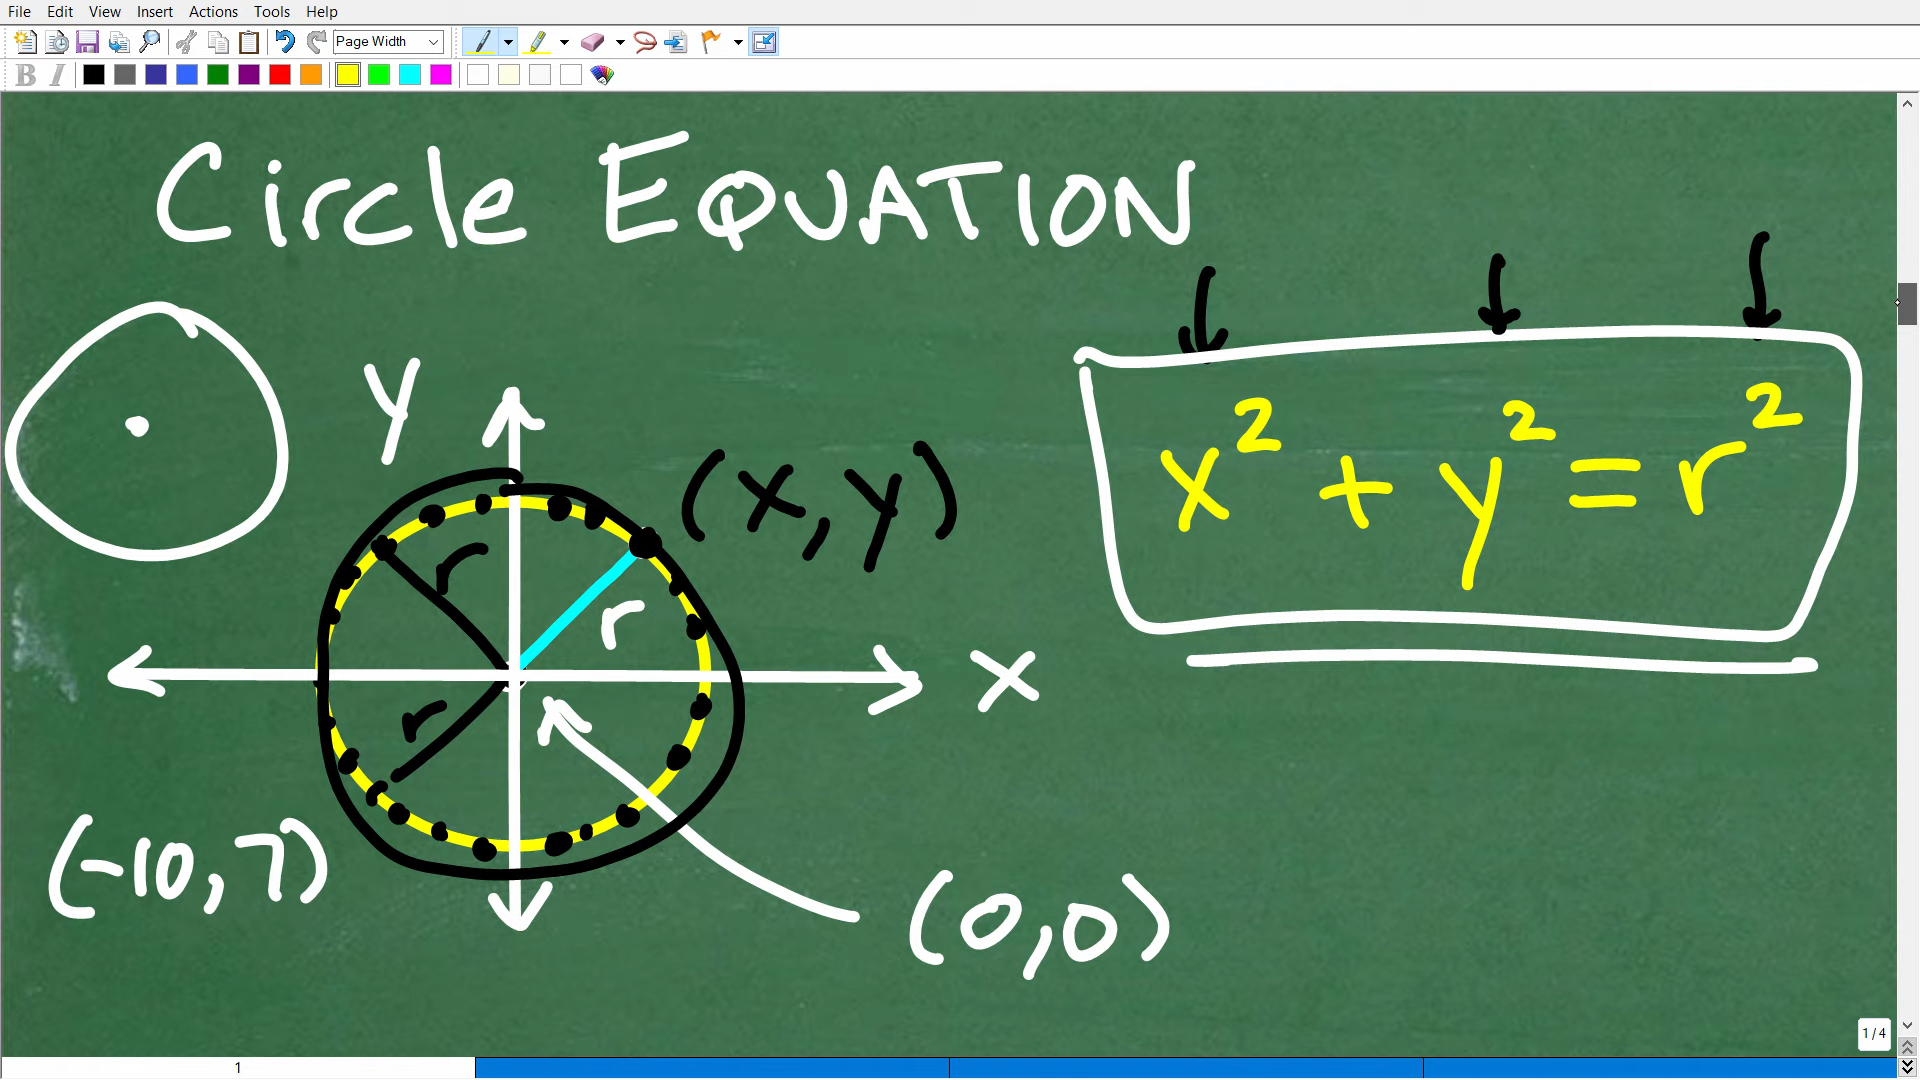 File Edit View Insert Actions Tools Help
Page Width
B I
Circle EQUATION
x² + y² = r²
y
(x,y)
r
r
x
r
(-10,7)
(0,0)
1 / 4
1